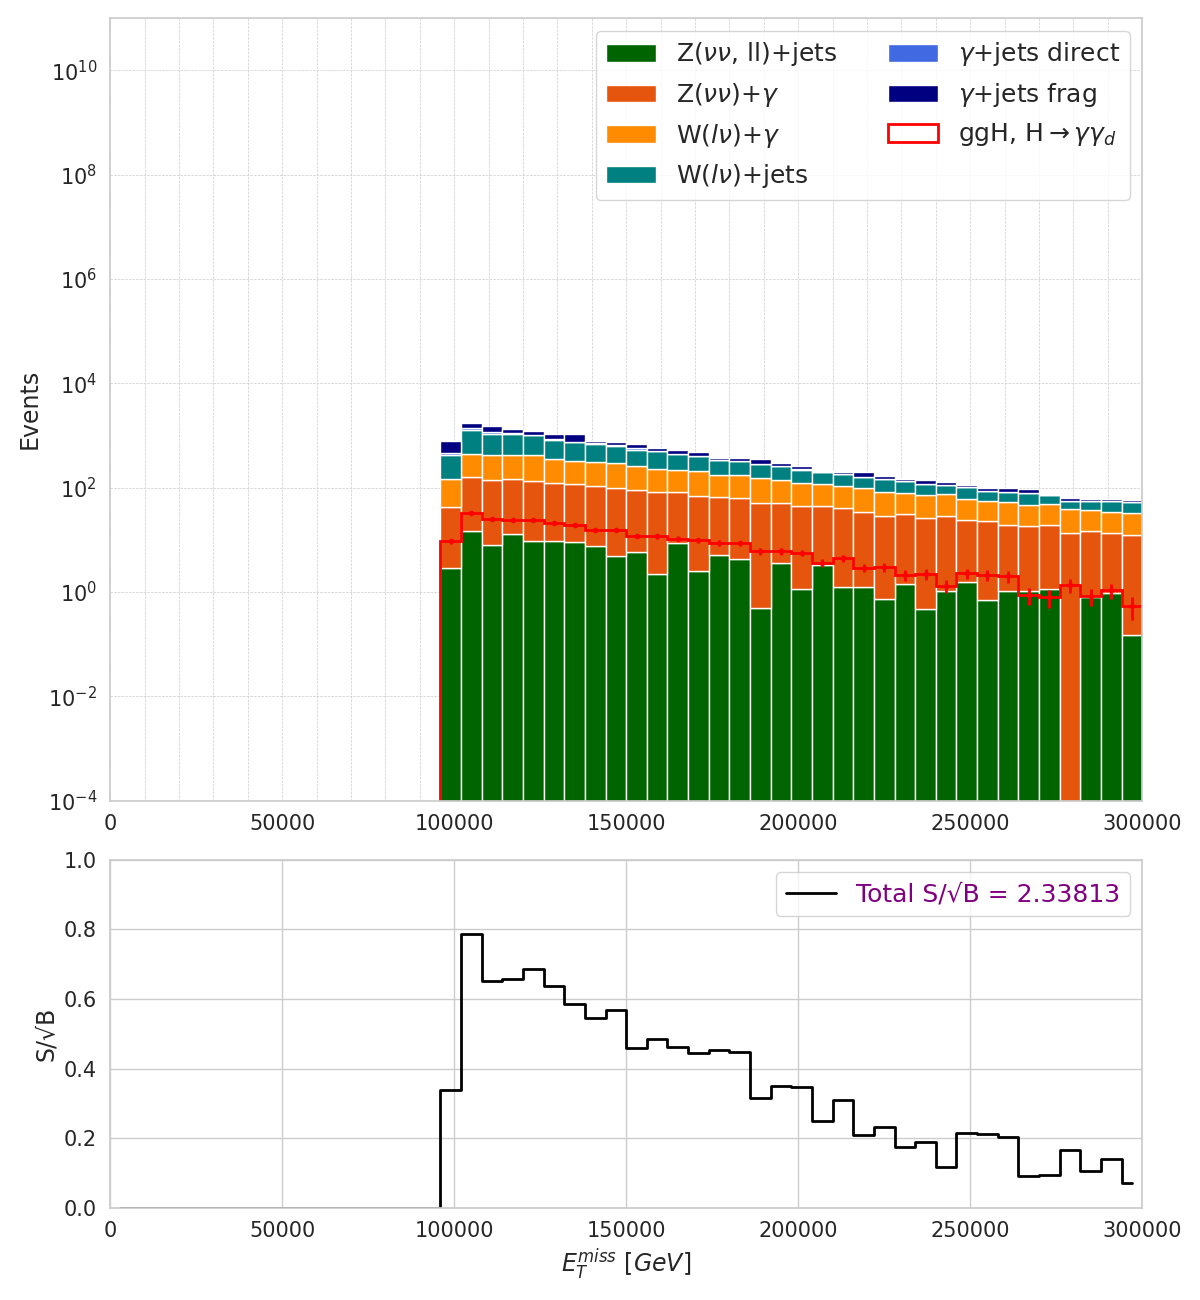 Z(νν, ll)+jets
Z(νν)+γ
W(lν)+γ
W(lν)+jets
γ+jets direct
γ+jets frag
ggH, H→γγ_d
Events
10^10
10^8
10^6
10^4
10^2
10^0
10^−2
10^−4
0 50000 100000 150000 200000 250000 300000
Total S/√B = 2.33813
S/√B
1.0
0.8
0.6
0.4
0.2
0.0
0 50000 100000 150000 200000 250000 300000
E_T^miss [GeV]